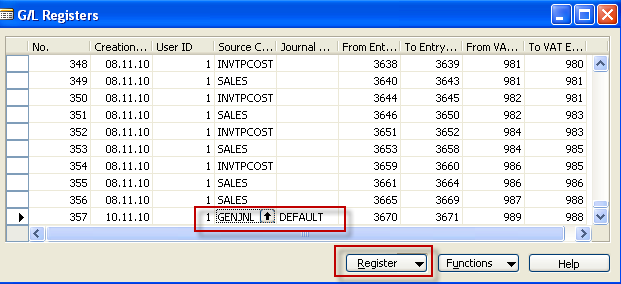 G/L Registers
No. Creation... User ID Source C... Journal ... From Ent... To Entry... From VA... To VAT E...
348 08.11.10 1 INVTPCOST 3638 3639 981 980
349 08.11.10 1 SALES 3640 3643 981 981
350 08.11.10 1 INVTPCOST 3644 3645 982 981
351 08.11.10 1 SALES 3646 3650 982 983
352 08.11.10 1 INVTPCOST 3651 3652 984 983
353 08.11.10 1 SALES 3653 3658 984 985
354 08.11.10 1 INVTPCOST 3659 3660 986 985
355 08.11.10 1 SALES 3661 3664 986 986
356 08.11.10 1 SALES 3665 3669 987 988
357 10.11.10 1 GENJNL DEFAULT 3670 3671 989 988
Register Functions Help